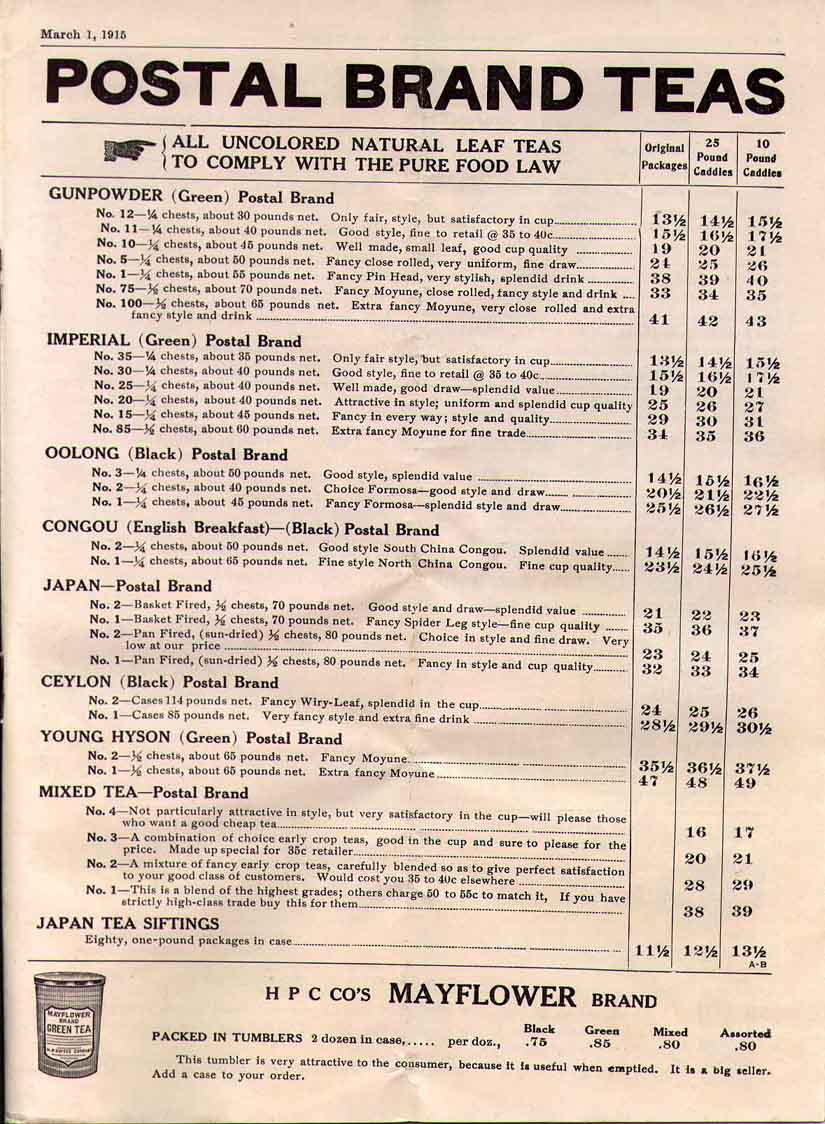 March 1, 1915
POSTAL BRAND TEAS
ALL UNCOLORED NATURAL LEAF TEAS
TO COMPLY WITH THE PURE FOOD LAW
Original Packages
25 Pound Caddies
10 Pound Caddies
GUNPOWDER (Green) Postal Brand
No. 12—¼ chests, about 30 pounds net. Only fair, style, but satisfactory in cup 13½ 14½ 15½
No. 11—¼ chests, about 40 pounds net. Good style, fine to retail @ 35 to 40c. 15½ 16½ 17½
No. 10—¼ chests, about 45 pounds net. Well made, small leaf, good cup quality 19 20 21
No. 5—½ chests, about 50 pounds net. Fancy close rolled, very uniform, fine draw 24 25 26
No. 1—¼ chests, about 55 pounds net. Fancy Pin Head, very stylish, splendid drink 38 39 40
No. 75—½ chests, about 70 pounds net. Fancy Moyune, close rolled, fancy style and drink 33 34 35
No. 100—½ chests, about 65 pounds net. Extra fancy Moyune, very close rolled and extra
fancy style and drink 41 42 43
IMPERIAL (Green) Postal Brand
No. 35—¼ chests, about 35 pounds net. Only fair style, but satisfactory in cup 13½ 14½ 15½
No. 30—¼ chests, about 40 pounds net. Good style, fine to retail @ 35 to 40c. 15½ 16½ 17½
No. 25—¼ chests, about 40 pounds net. Well made, good draw—splendid value 19 20 21
No. 20—¼ chests, about 40 pounds net. Attractive in style; uniform and splendid cup quality 25 26 27
No. 15—¼ chests, about 45 pounds net. Fancy in every way; style and quality 29 30 31
No. 85—½ chests, about 60 pounds net. Extra fancy Moyune for fine trade 34 35 36
OOLONG (Black) Postal Brand
No. 3—¼ chests, about 50 pounds net. Good style, splendid value 14½ 15½ 16½
No. 2—¼ chests, about 40 pounds net. Choice Formosa—good style and draw 20½ 21½ 22½
No. 1—¼ chests, about 45 pounds net. Fancy Formosa—splendid style and draw 25½ 26½ 27½
CONGOU (English Breakfast)—(Black) Postal Brand
No. 2—¼ chests, about 50 pounds net. Good style South China Congou. Splendid value 14½ 15½ 16½
No. 1—¼ chests, about 65 pounds net. Fine style North China Congou. Fine cup quality 23½ 24½ 25½
JAPAN—Postal Brand
No. 2—Basket Fired, ½ chests, 70 pounds net. Good style and draw—splendid value 21 22 23
No. 1—Basket Fired, ½ chests, 70 pounds net. Fancy Spider Leg style—fine cup quality 35 36 37
No. 2—Pan Fired, (sun-dried) ½ chests, 80 pounds net. Choice in style and fine draw. Very
low at our price 23 24 25
No. 1—Pan Fired, (sun-dried) ½ chests, 80 pounds net. Fancy in style and cup quality 32 33 34
CEYLON (Black) Postal Brand
No. 2—Cases 114 pounds net. Fancy Wiry-Leaf, splendid in the cup 24 25 26
No. 1—Cases 85 pounds net. Very fancy style and extra fine drink 28½ 29½ 30½
YOUNG HYSON (Green) Postal Brand
No. 2—½ chests, about 65 pounds net. Fancy Moyune 35½ 36½ 37½
No. 1—½ chests, about 65 pounds net. Extra fancy Moyune 47 48 49
MIXED TEA—Postal Brand
No. 4—Not particularly attractive in style, but very satisfactory in the cup—will please those
who want a good cheap tea 16 17
No. 3—A combination of choice early crop teas, good in the cup and sure to please for the
price. Made up special for 35c retailer 20 21
No. 2—A mixture of fancy early crop teas, carefully blended so as to give perfect satisfaction
to your good class of customers. Would cost you 35 to 40c elsewhere 28 29
No. 1—This is a blend of the highest grades; others charge 50 to 55c to match it, If you have
strictly high-class trade buy this for them 38 39
JAPAN TEA SIFTINGS
Eighty, one-pound packages in case 11½ 12½ 13½
A-B
MAYFLOWER
BRAND
GREEN TEA
H P C CO'S MAYFLOWER BRAND
Black Green Mixed Assorted
PACKED IN TUMBLERS 2 dozen in case,..... per doz., .75 .85 .80 .80
This tumbler is very attractive to the consumer, because it is useful when emptied. It is a big seller.
Add a case to your order.